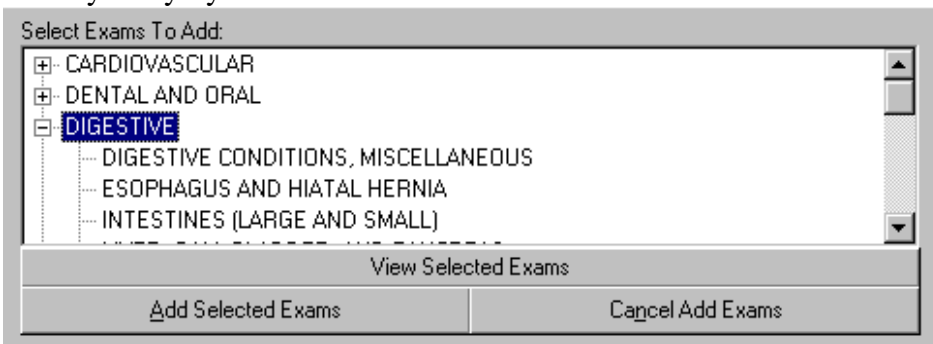 Select Exams To Add:
CARDIOVASCULAR
DENTAL AND ORAL
DIGESTIVE
DIGESTIVE CONDITIONS, MISCELLANEOUS
ESOPHAGUS AND HIATAL HERNIA
INTESTINES (LARGE AND SMALL)
View Selected Exams
Add Selected Exams Cancel Add Exams